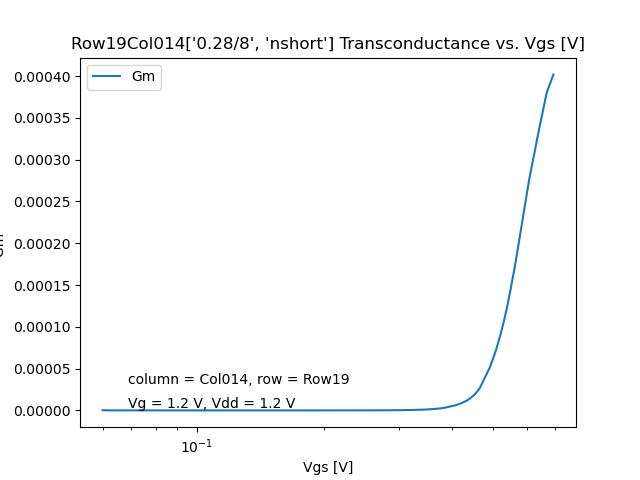 Row19Col014['0.28/8', 'nshort'] Transconductance vs. Vgs [V]
Gm
0.00040
0.00035
0.00030
0.00025
0.00020
0.00015
0.00010
0.00005
0.00000
Gm
column = Col014, row = Row19
Vg = 1.2 V, Vdd = 1.2 V
10⁻¹
Vgs [V]